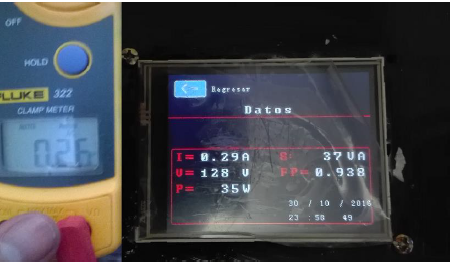 OFF
HOLD
FLUKE 322
CLAMP METER
0.26
Regresar
Datos
I= 0.29A S= 37VA
V= 128 V FP= 0.938
P= 35W
30 / 10 / 2016
23 : 58 49